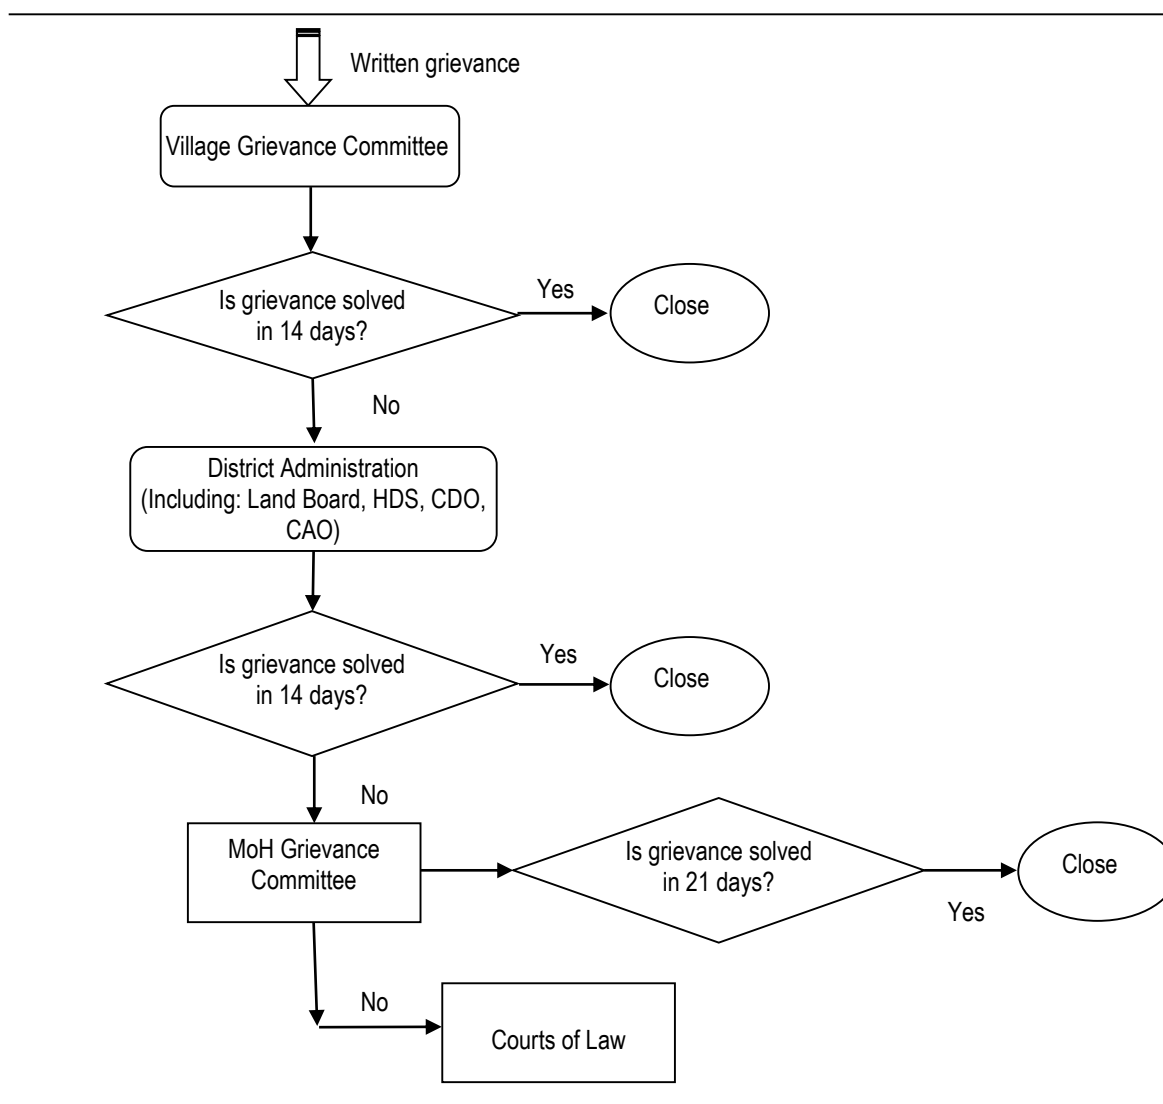 Written grievance
Village Grievance Committee
Is grievance solved
in 14 days?
Yes
Close
No
District Administration
(Including: Land Board, HDS, CDO,
CAO)
Is grievance solved
in 14 days?
Yes
Close
No
MoH Grievance
Committee
Is grievance solved
in 21 days?
Yes
Close
No
Courts of Law